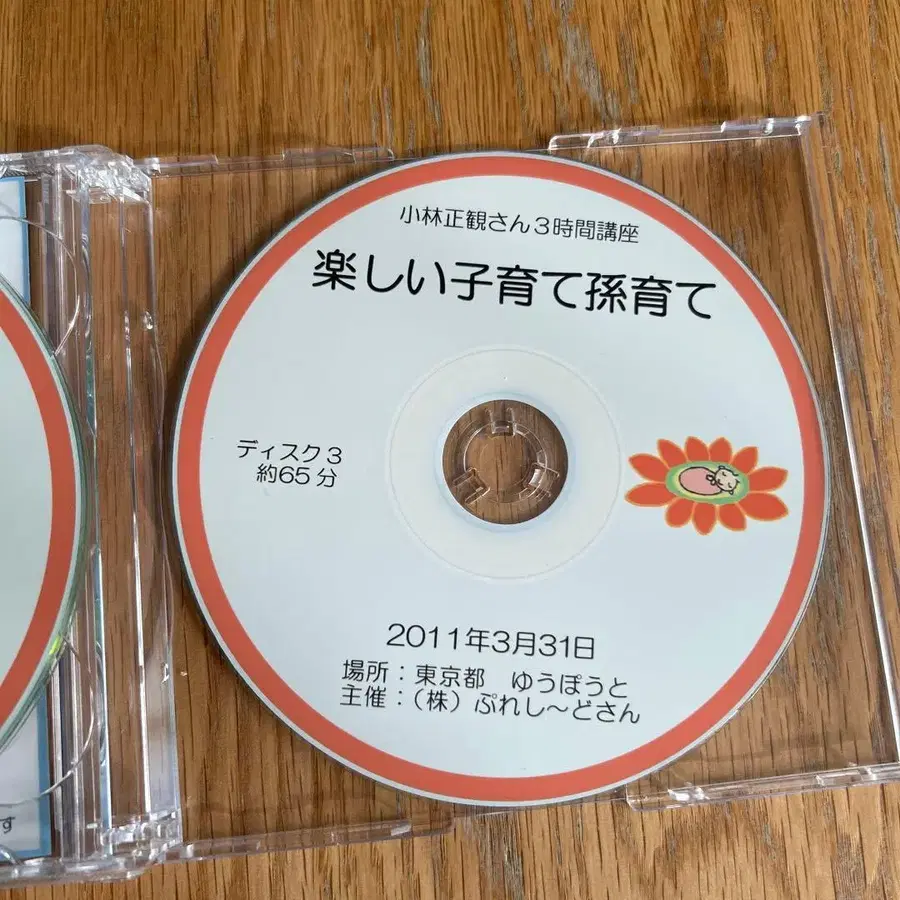 小林正観さん3時間講座
楽しい子育て孫育て
ディスク3
約65分
2011年3月31日
場所：東京都　ゆうぽうと
主催：（株）ぷれし～どさん
す